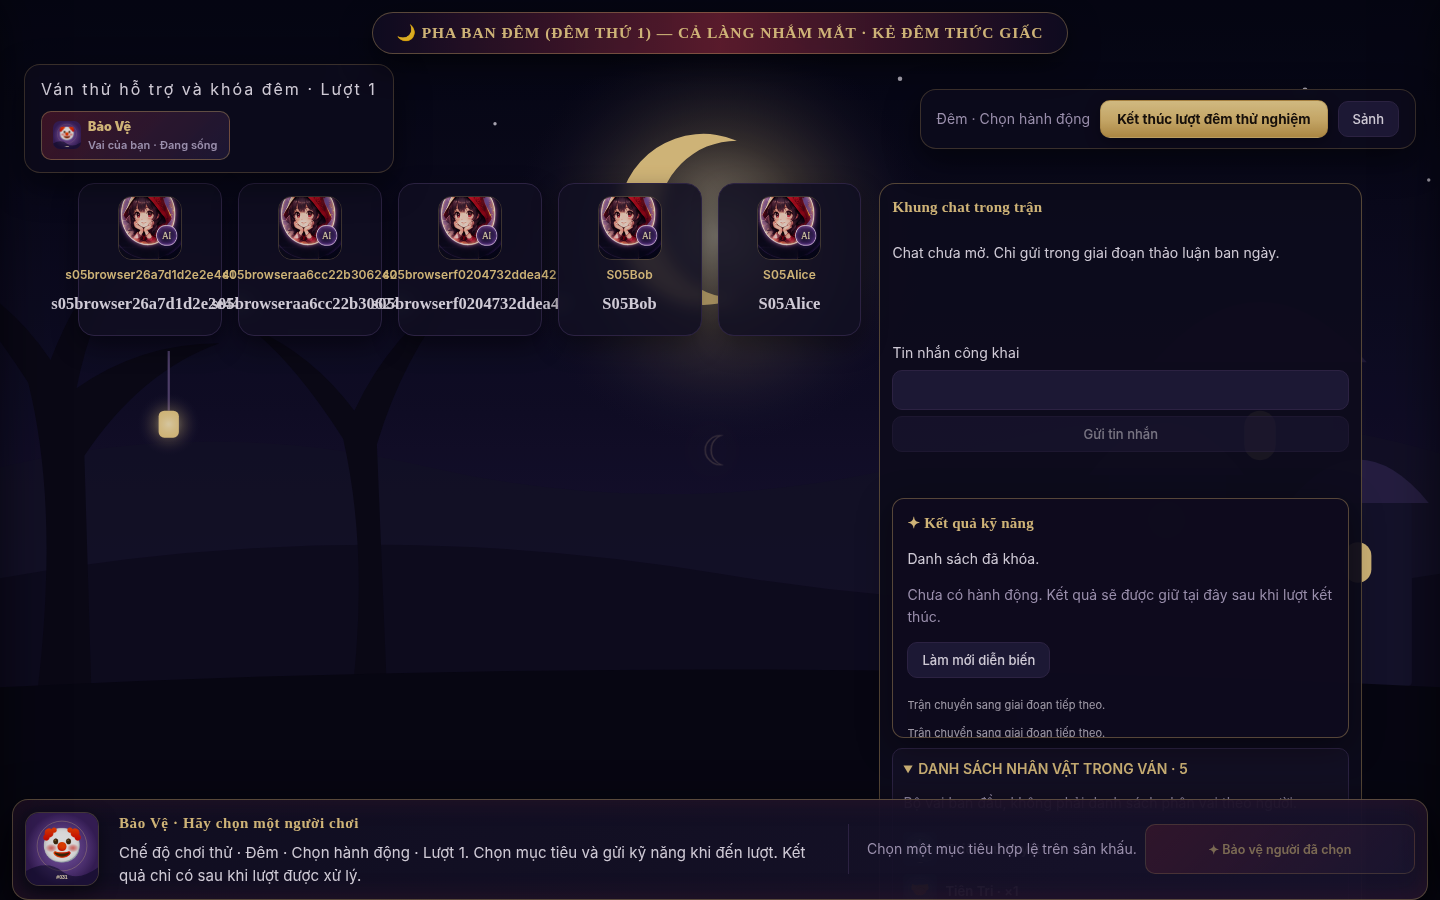 🌙 PHA BAN ĐÊM (ĐÊM THỨ 1) — CẢ LÀNG NHẮM MẮT · KẺ ĐÊM THỨC GIẤC
Ván thử hỗ trợ và khóa đêm · Lượt 1
Bảo Vệ
Vai của bạn · Đang sống
Đêm · Chọn hành động
Kết thúc lượt đêm thử nghiệm
Sảnh
AI
AI
AI
AI
AI
S05Bob
S05Alice
S05Bob
S05Alice
Khung chat trong trận
Chat chưa mở. Chỉ gửi trong giai đoạn thảo luận ban ngày.
Tin nhắn công khai
Gửi tin nhắn
✦ Kết quả kỹ năng
Danh sách đã khóa.
Chưa có hành động. Kết quả sẽ được giữ tại đây sau khi lượt kết
thúc.
Làm mới diễn biến
Trận chuyển sang giai đoạn tiếp theo.
Trận chuyển sang giai đoạn tiếp theo.
▼ DANH SÁCH NHÂN VẬT TRONG VÁN · 5
Bảo Vệ · Hãy chọn một người chơi
Chế độ chơi thử · Đêm · Chọn hành động · Lượt 1. Chọn mục tiêu và gửi kỹ năng khi đến lượt. Kết
quả chỉ có sau khi lượt được xử lý.
Chọn một mục tiêu hợp lệ trên sân khấu.
✦ Bảo vệ người đã chọn
Tiên Tri · ×1